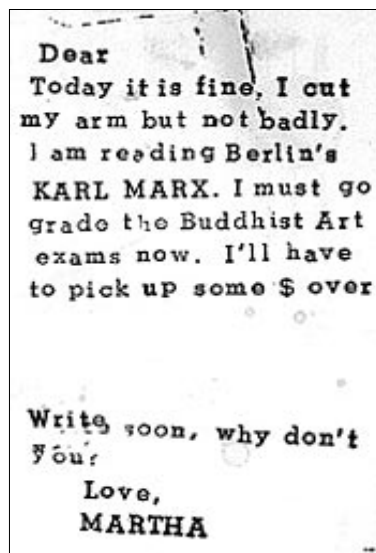 Dear
Today it is fine, I cut
my arm but not badly.
I am reading Berlin's
KARL MARX. I must go
grade the Buddhist Art
exams now. I'll have
to pick up some $ over
Write soon, why don't
you?
Love,
MARTHA